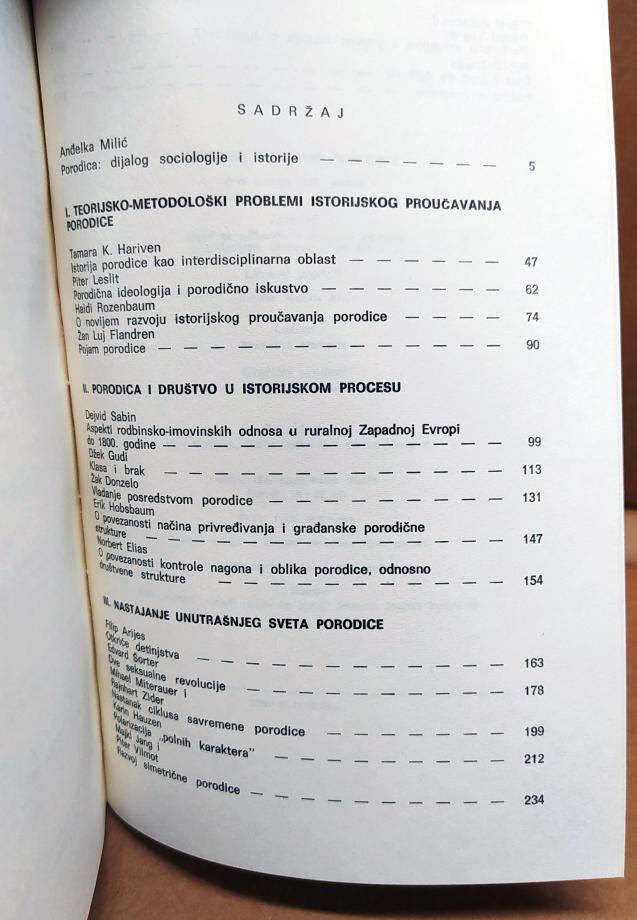 SADRŽAJ
Anđelka Milić
Porodica: dijalog sociologije i istorije — — — — — — — 5
I. TEORIJSKO-METODOLOŠKI PROBLEMI ISTORIJSKOG PROUČAVANJA
PORODICE
Tamara K. Hariven
Istorija porodice kao interdisciplinarna oblast — — — — — 47
Piter Leslit
Porodična ideologija i porodično iskustvo — — — — — — 62
Haidi Rozenbaum
O novijem razvoju istorijskog proučavanja porodice — — — — 74
Žan Luj Flandren
Pojam porodice — — — — — — — — — — — — 90
II. PORODICA I DRUŠTVO U ISTORIJSKOM PROCESU
Dejvid Sabin
Aspekti rodbinsko-imovinskih odnosa u ruralnoj Zapadnoj Evropi
do 1800. godine — — — — — — — — — — — — 99
Džek Gudi
Klasa i brak — — — — — — — — — — — — 113
Žak Donzelo
Vladanje posredstvom porodice — — — — — — — — 131
Erik Hobsbaum
O povezanosti načina privređivanja i građanske porodične
strukture — — — — — — — — — — — — 147
Norbert Elias
O povezanosti kontrole nagona i oblika porodice, odnosno
društvene strukture — — — — — — — — — — 154
III. NASTAJANJE UNUTRAŠNJEG SVETA PORODICE
Filip Arijes
Otkriće detinjstva — — — — — — — — — — 163
Edvard Šorter
Dve seksualne revolucije — — — — — — — — — 178
Mihael Miterauer i
Rajnhart Zider
Nastanak ciklusa savremene porodice — — — — — — 199
Karin Hauzen
Polarizacija „polnih karaktera” — — — — — — — — 212
Majkl Jang i
Piter Vilmot
Razvoj simetrične porodice — — — — — — — — — 234